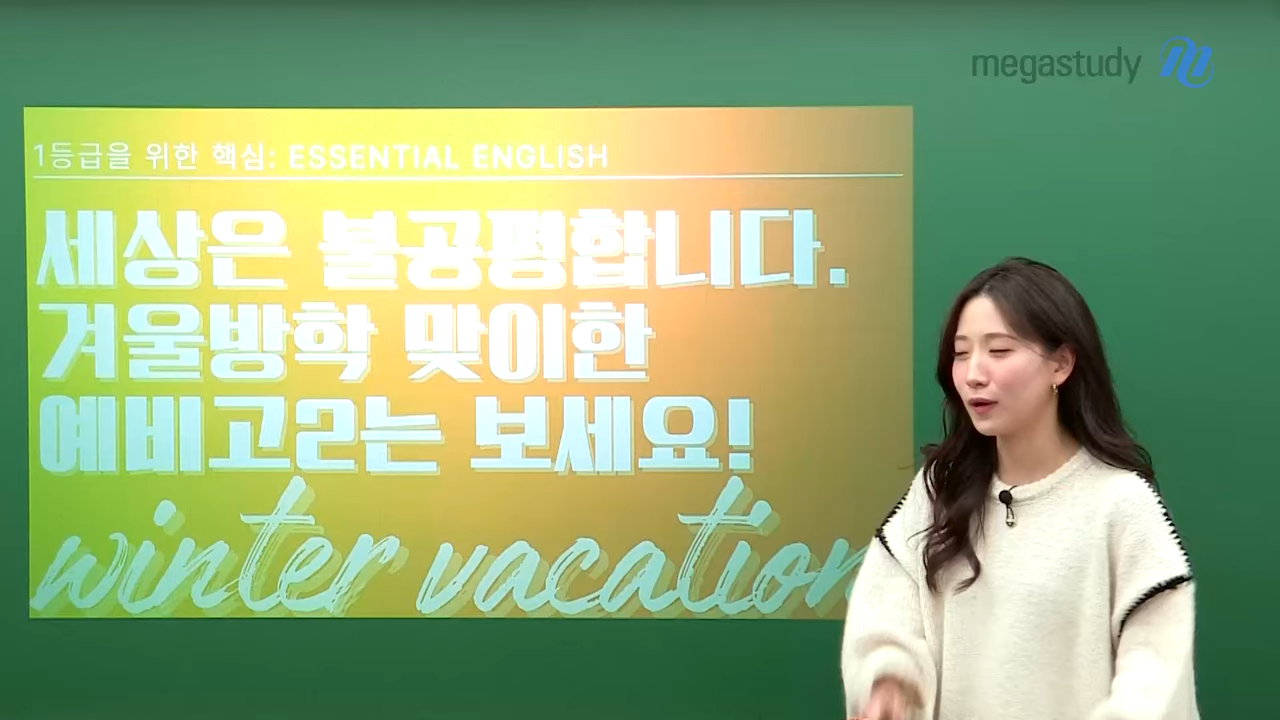 megastudy
1등급을 위한 핵심: ESSENTIAL ENGLISH
세상은 불공평합니다.
겨울방학 맞이한
예비고2는 보세요!
winter vacation